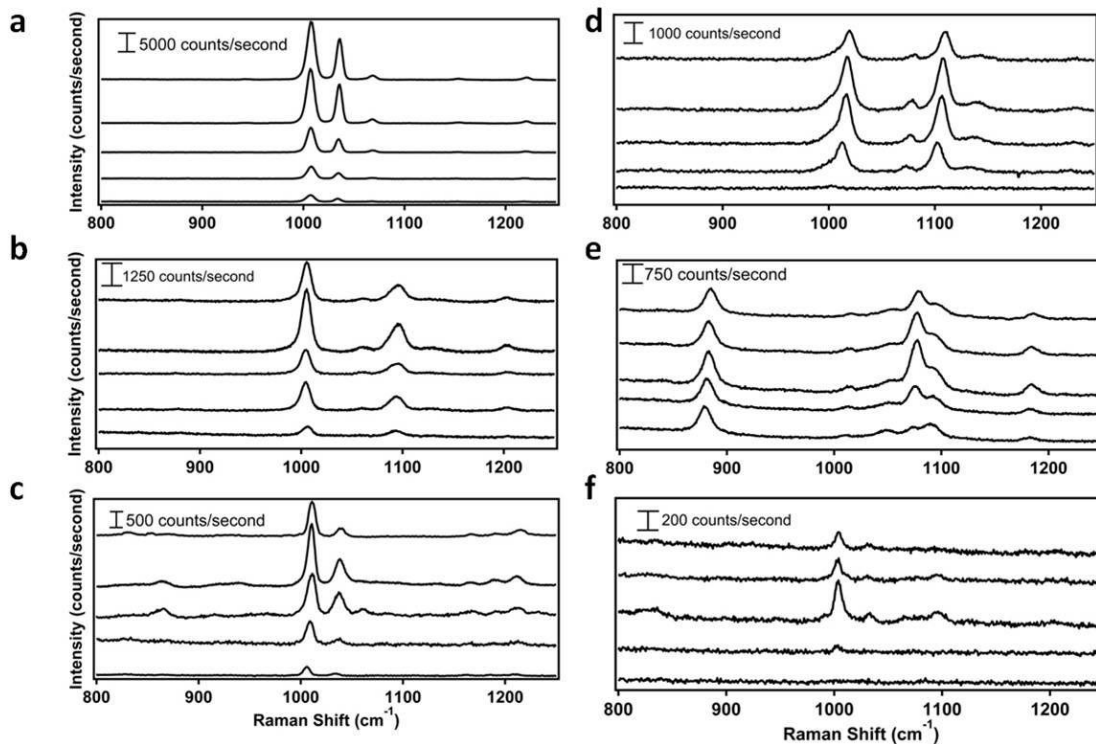 a
5000 counts/second
Intensity (counts/second)
800 900 1000 1100 1200
b
1250 counts/second
Intensity (counts/second)
800 900 1000 1100 1200
c
500 counts/second
Intensity (counts/second)
800 900 1000 1100 1200
Raman Shift (cm⁻¹)
d
1000 counts/second
800 900 1000 1100 1200
e
750 counts/second
800 900 1000 1100 1200
f
200 counts/second
800 900 1000 1100 1200
Raman Shift (cm⁻¹)